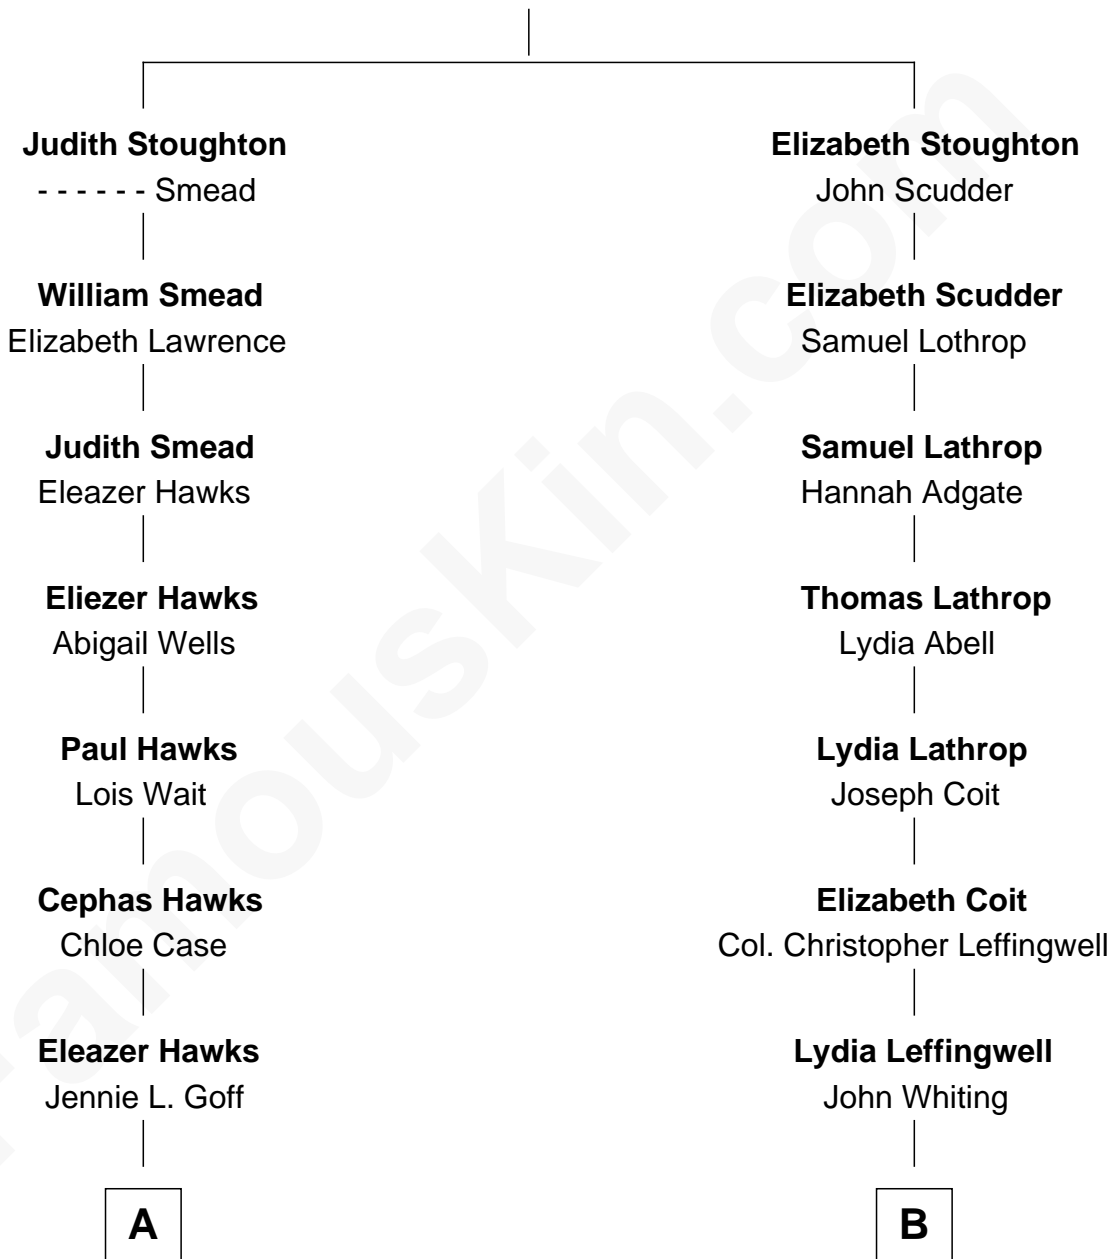 Judith Stoughton
- - - - - - Smead
William Smead
Elizabeth Lawrence
Judith Smead
Eleazer Hawks
Eliezer Hawks
Abigail Wells
Paul Hawks
Lois Wait
Cephas Hawks
Chloe Case
Eleazer Hawks
Jennie L. Goff
A
Elizabeth Stoughton
John Scudder
Elizabeth Scudder
Samuel Lothrop
Samuel Lathrop
Hannah Adgate
Thomas Lathrop
Lydia Abell
Lydia Lathrop
Joseph Coit
Elizabeth Coit
Col. Christopher Leffingwell
Lydia Leffingwell
John Whiting
B
FamousKin.com